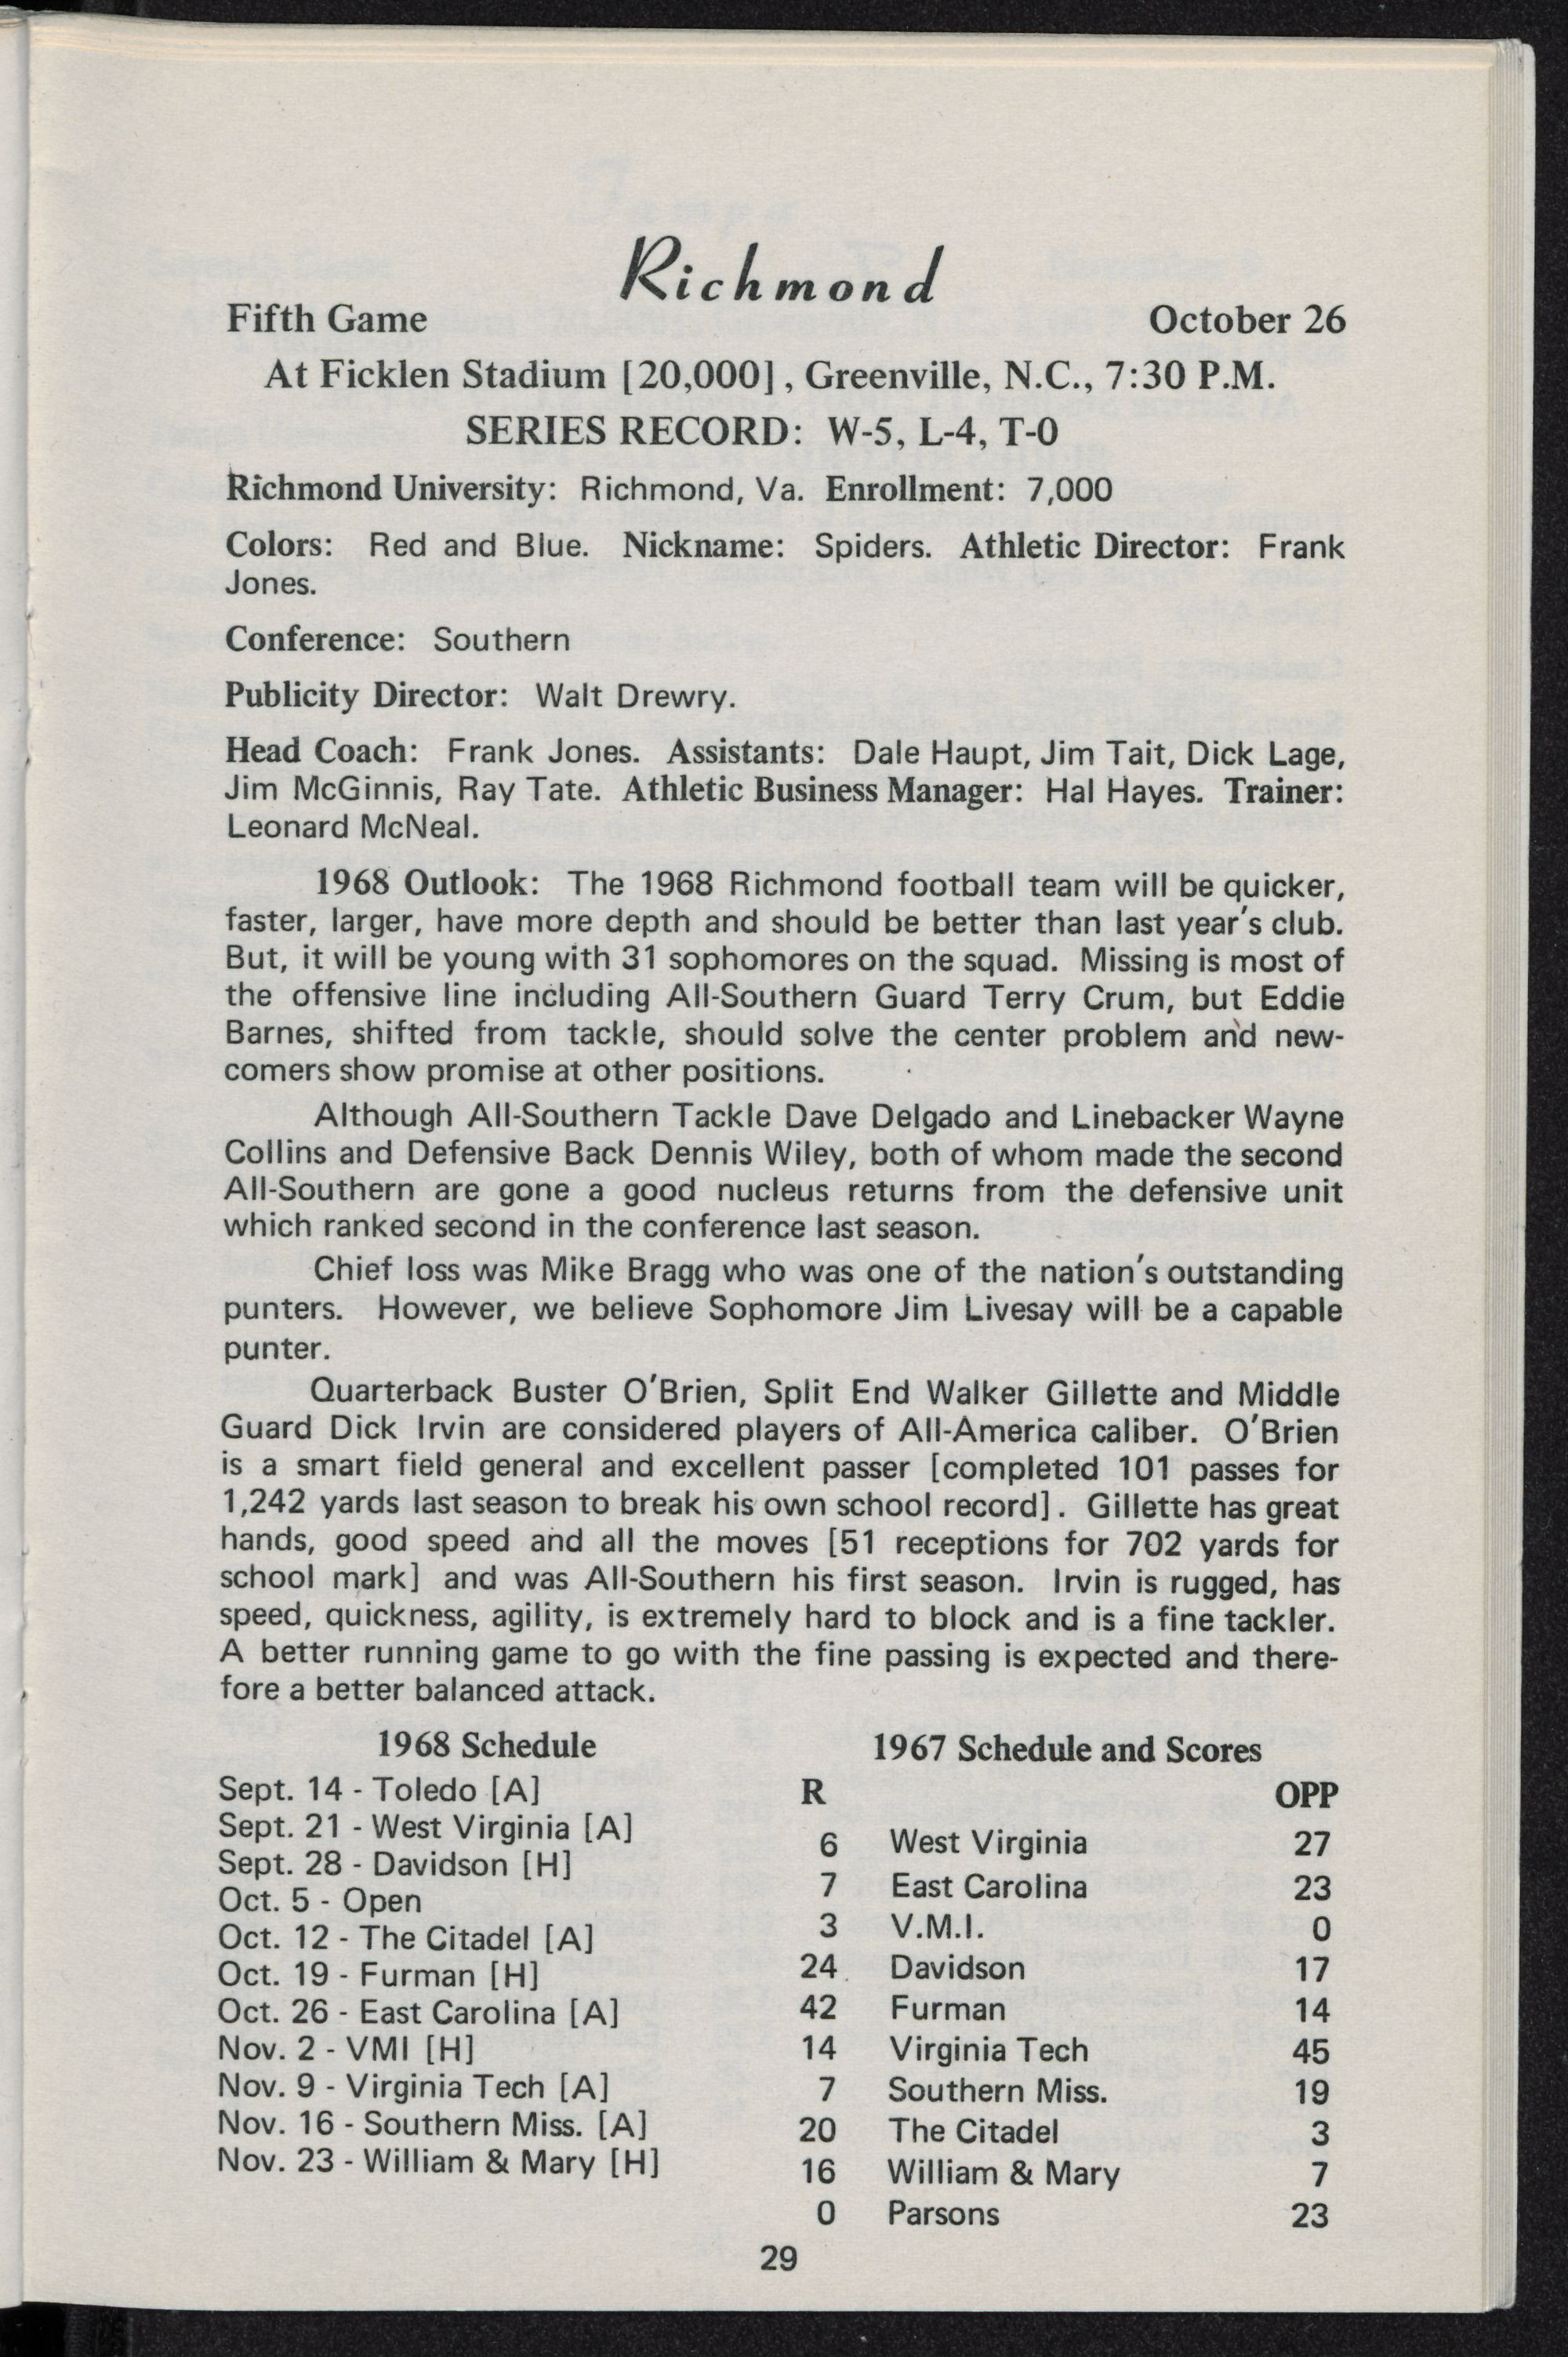 Richmond
Fifth Game October 26
At Ficklen Stadium [20,000], Greenville, N.C., 7:30 P.M.
SERIES RECORD: W-5, L-4, T-0
Richmond University: Richmond, Va. Enrollment: 7,000
Colors: Red and Blue. Nickname: Spiders. Athletic Director: Frank
Jones.
Conference: Southern
Publicity Director: Walt Drewry.
Head Coach: Frank Jones. Assistants: Dale Haupt, Jim Tait, Dick Lage,
Jim McGinnis, Ray Tate. Athletic Business Manager: Hal Hayes. Trainer:
Leonard McNeal.
1968 Outlook: The 1968 Richmond football team will be quicker,
faster, larger, have more depth and should be better than last year's club.
But, it will be young with 31 sophomores on the squad. Missing is most of
the offensive line including All-Southern Guard Terry Crum, but Eddie
Barnes, shifted from tackle, should solve the center problem and new-
comers show promise at other positions.
Although All-Southern Tackle Dave Delgado and Linebacker Wayne
Collins and Defensive Back Dennis Wiley, both of whom made the second
All-Southern are gone a good nucleus returns from the defensive unit
which ranked second in the conference last season.
Chief loss was Mike Bragg who was one of the nation's outstanding
punters. However, we believe Sophomore Jim Livesay will be a capable
punter.
Quarterback Buster O'Brien, Split End Walker Gillette and Middle
Guard Dick Irvin are considered players of All-America caliber. O'Brien
is a smart field general and excellent passer [completed 101 passes for
1,242 yards last season to break his own school record]. Gillette has great
hands, good speed and all the moves [51 receptions for 702 yards for
school mark] and was All-Southern his first season. Irvin is rugged, has
speed, quickness, agility, is extremely hard to block and is a fine tackler.
A better running game to go with the fine passing is expected and there-
fore a better balanced attack.
1968 Schedule
Sept. 14 - Toledo [A]
Sept. 21 - West Virginia [A]
Sept. 28 - Davidson [H]
Oct. 5 - Open
Oct. 12 - The Citadel [A]
Oct. 19 - Furman [H]
Oct. 26 - East Carolina [A]
Nov. 2 - VMI [H]
Nov. 9 - Virginia Tech [A]
Nov. 16 - Southern Miss. [A]
Nov. 23 - William & Mary [H]
1967 Schedule and Scores
R OPP
6 West Virginia 27
7 East Carolina 23
3 V.M.I. 0
24 Davidson 17
42 Furman 14
14 Virginia Tech 45
7 Southern Miss. 19
20 The Citadel 3
16 William & Mary 7
0 Parsons 23
29